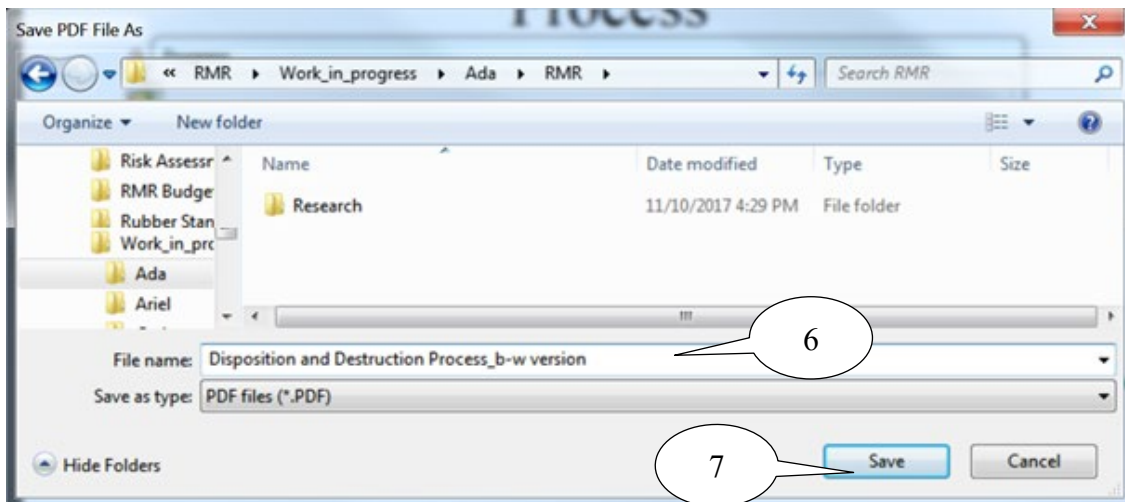 Process
Save PDF File As
« RMR Work_in_progress Ada RMR
Search RMR
Organize New folder
Risk Assessr
RMR Budge
Rubber Stan
Work_in_prc
Ada
Ariel
Name Date modified Type Size
Research 11/10/2017 4:29 PM File folder
6
File name: Disposition and Destruction Process_b-w version
Save as type: PDF files (*.PDF)
7
Hide Folders Save Cancel